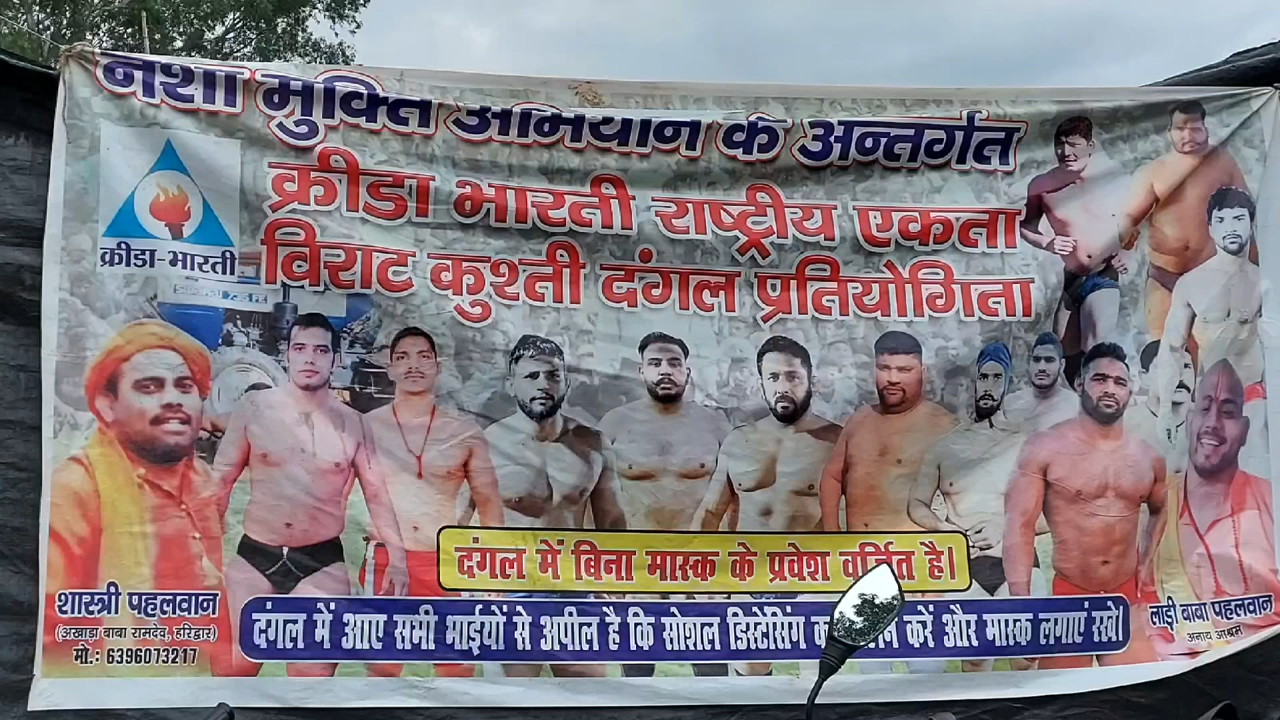 नशा मुक्ति अभियान के अन्तर्गत
क्रीडा भारती राष्ट्रीय एकता
विराट कुश्ती दंगल प्रतियोगिता
क्रीडा-भारती
दंगल में बिना मास्क के प्रवेश वर्जित है।
दंगल में आए सभी भाईयों से अपील है कि सोशल डिस्टेंसिंग करें और मास्क लगाएं रखे।
शास्त्री पहलवान
(अखाड़ा बाबा रामदेव, हरिद्वार)
मो.: 6396073217
लाड़ी बाबा पहलवान
अनाथ आश्रम